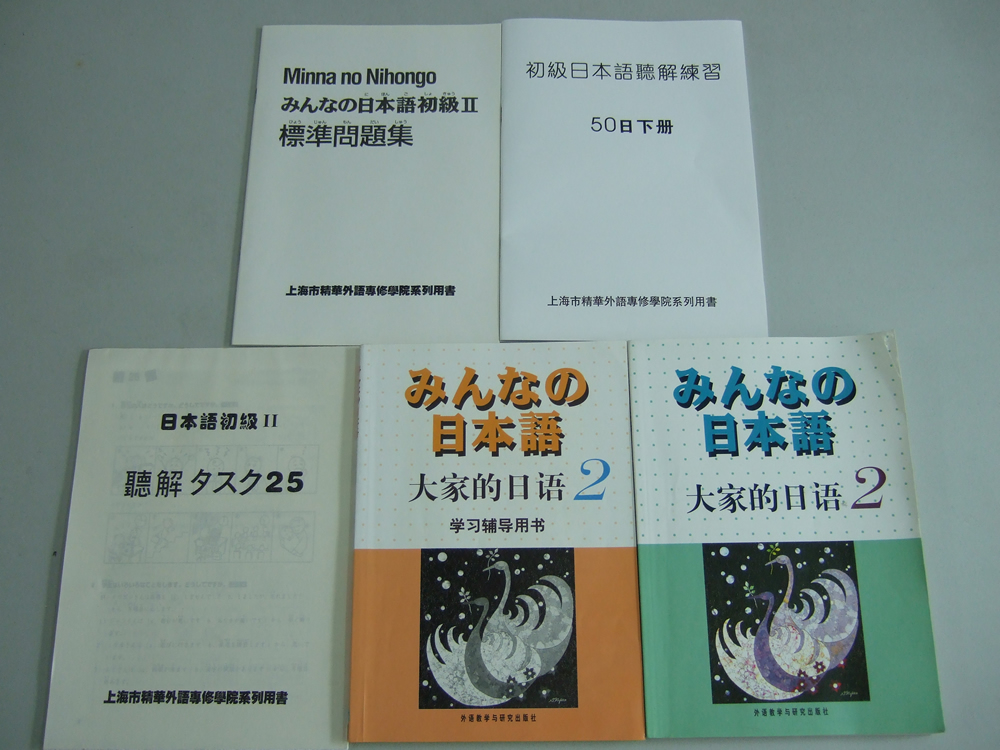 Minna no Nihongo
みんなの日本語初級Ⅱ
標準問題集
上海市精華外語專修學院系列用書
初級日本語聽解練習
50日下册
上海市精華外語專修學院系列用書
日本語初級Ⅱ
聽解タスク25
上海市精華外語專修學院系列用書
みんなの
日本語
大家的日语2
学习辅导用书
外语教学与研究出版社
みんなの
日本語
大家的日语2
外语教学与研究出版社